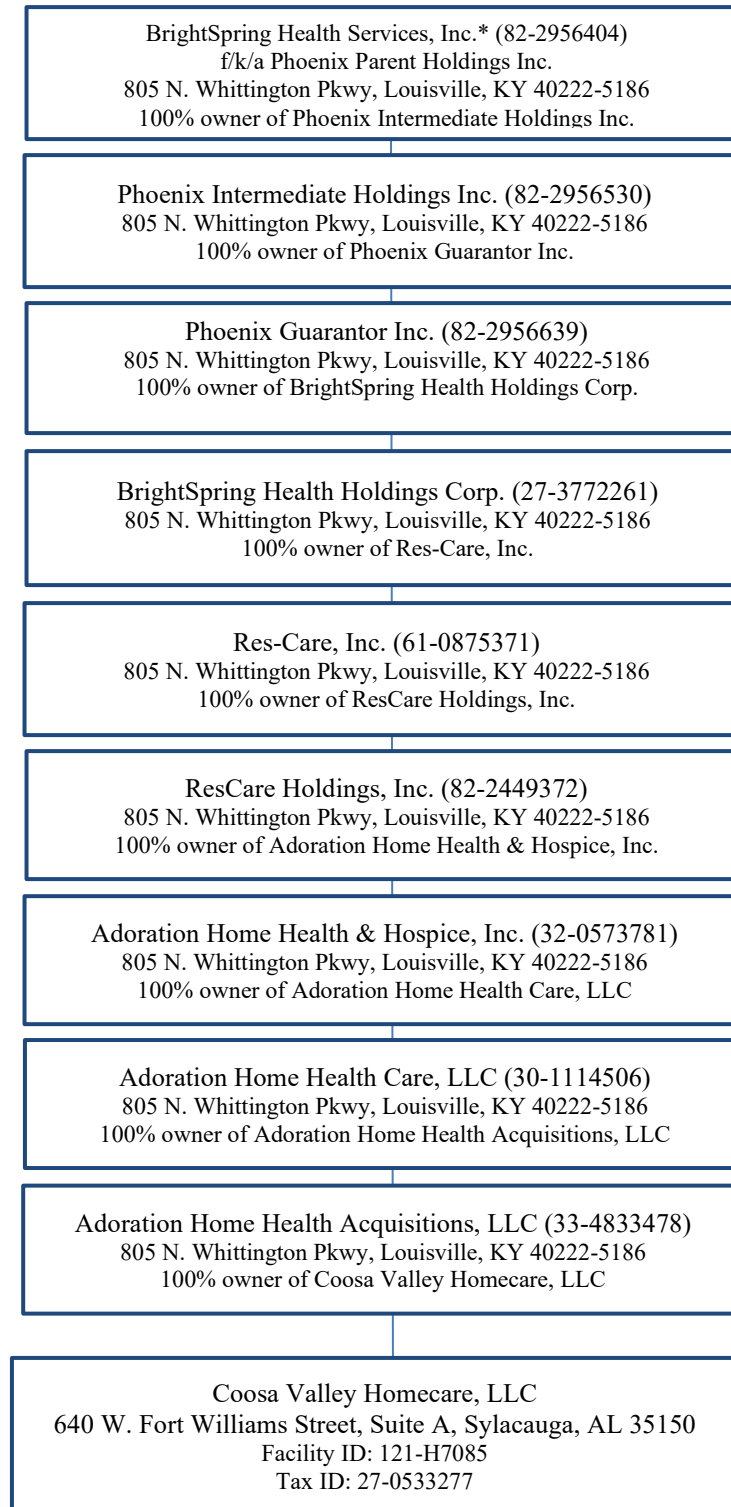 BrightSpring Health Services, Inc.* (82-2956404)
f/k/a Phoenix Parent Holdings Inc.
805 N. Whittington Pkwy, Louisville, KY 40222-5186
100% owner of Phoenix Intermediate Holdings Inc.
Phoenix Intermediate Holdings Inc. (82-2956530)
805 N. Whittington Pkwy, Louisville, KY 40222-5186
100% owner of Phoenix Guarantor Inc.
Phoenix Guarantor Inc. (82-2956639)
805 N. Whittington Pkwy, Louisville, KY 40222-5186
100% owner of BrightSpring Health Holdings Corp.
BrightSpring Health Holdings Corp. (27-3772261)
805 N. Whittington Pkwy, Louisville, KY 40222-5186
100% owner of Res-Care, Inc.
Res-Care, Inc. (61-0875371)
805 N. Whittington Pkwy, Louisville, KY 40222-5186
100% owner of ResCare Holdings, Inc.
ResCare Holdings, Inc. (82-2449372)
805 N. Whittington Pkwy, Louisville, KY 40222-5186
100% owner of Adoration Home Health & Hospice, Inc.
Adoration Home Health & Hospice, Inc. (32-0573781)
805 N. Whittington Pkwy, Louisville, KY 40222-5186
100% owner of Adoration Home Health Care, LLC
Adoration Home Health Care, LLC (30-1114506)
805 N. Whittington Pkwy, Louisville, KY 40222-5186
100% owner of Adoration Home Health Acquisitions, LLC
Adoration Home Health Acquisitions, LLC (33-4833478)
805 N. Whittington Pkwy, Louisville, KY 40222-5186
100% owner of Coosa Valley Homecare, LLC
Coosa Valley Homecare, LLC
640 W. Fort Williams Street, Suite A, Sylacauga, AL 35150
Facility ID: 121-H7085
Tax ID: 27-0533277